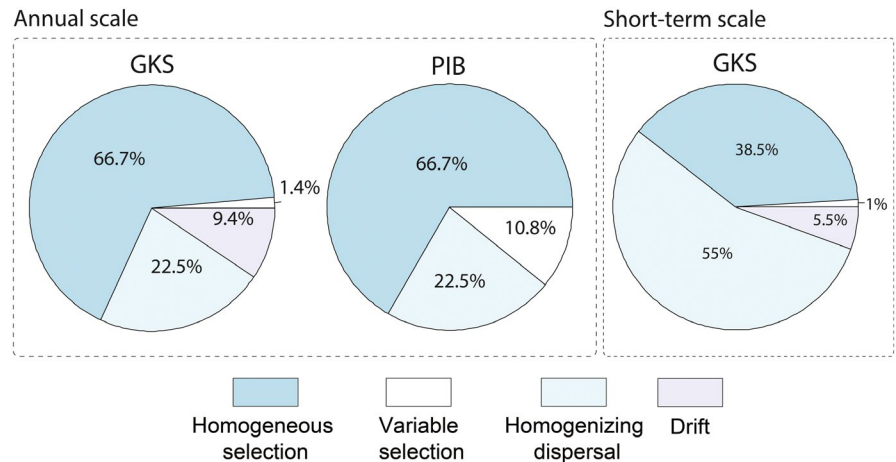 Annual scale
Short-term scale
GKS
PIB
GKS
66.7%
1.4%
9.4%
22.5%
66.7%
10.8%
22.5%
38.5%
1%
5.5%
55%
Homogeneous
selection
Variable
selection
Homogenizing
dispersal
Drift